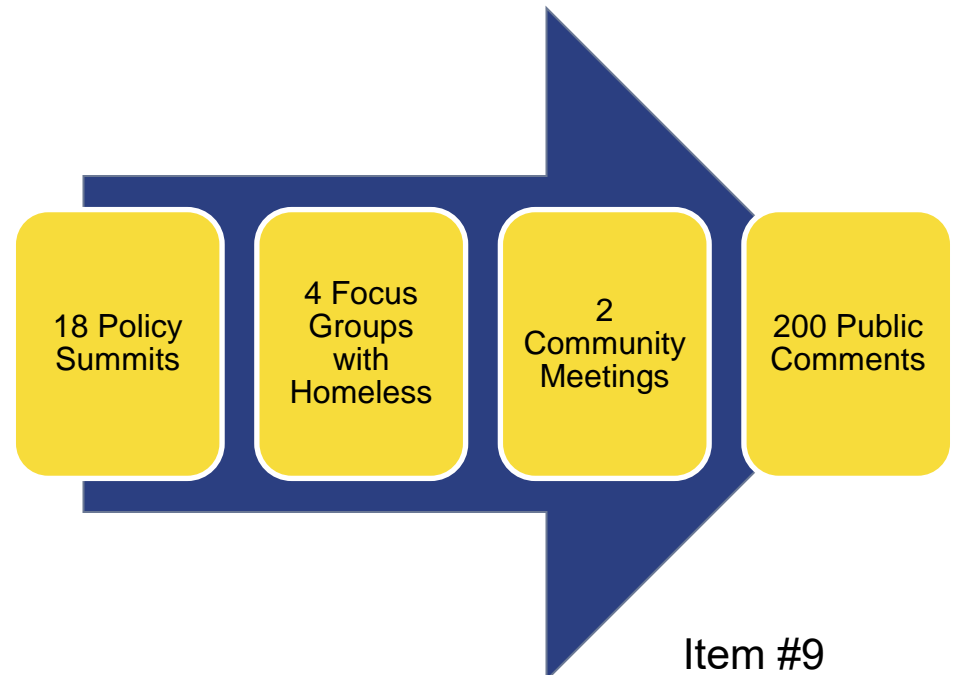 18 Policy
Summits
4 Focus
Groups
with
Homeless
2
Community
Meetings
200 Public
Comments
Item #9